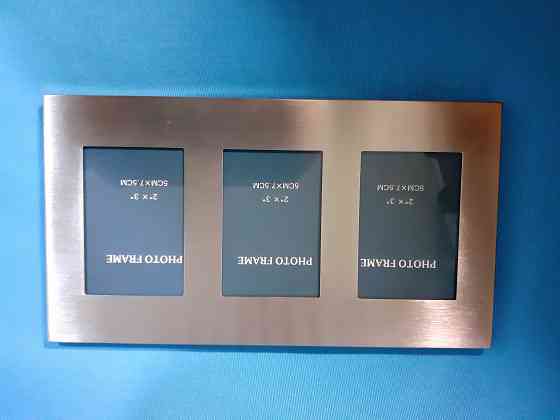 PHOTO FRAME
2" × 3"
5CM×7.5CM
PHOTO FRAME
2" × 3"
5CM×7.5CM
PHOTO FRAME
2" × 3"
5CM×7.5CM